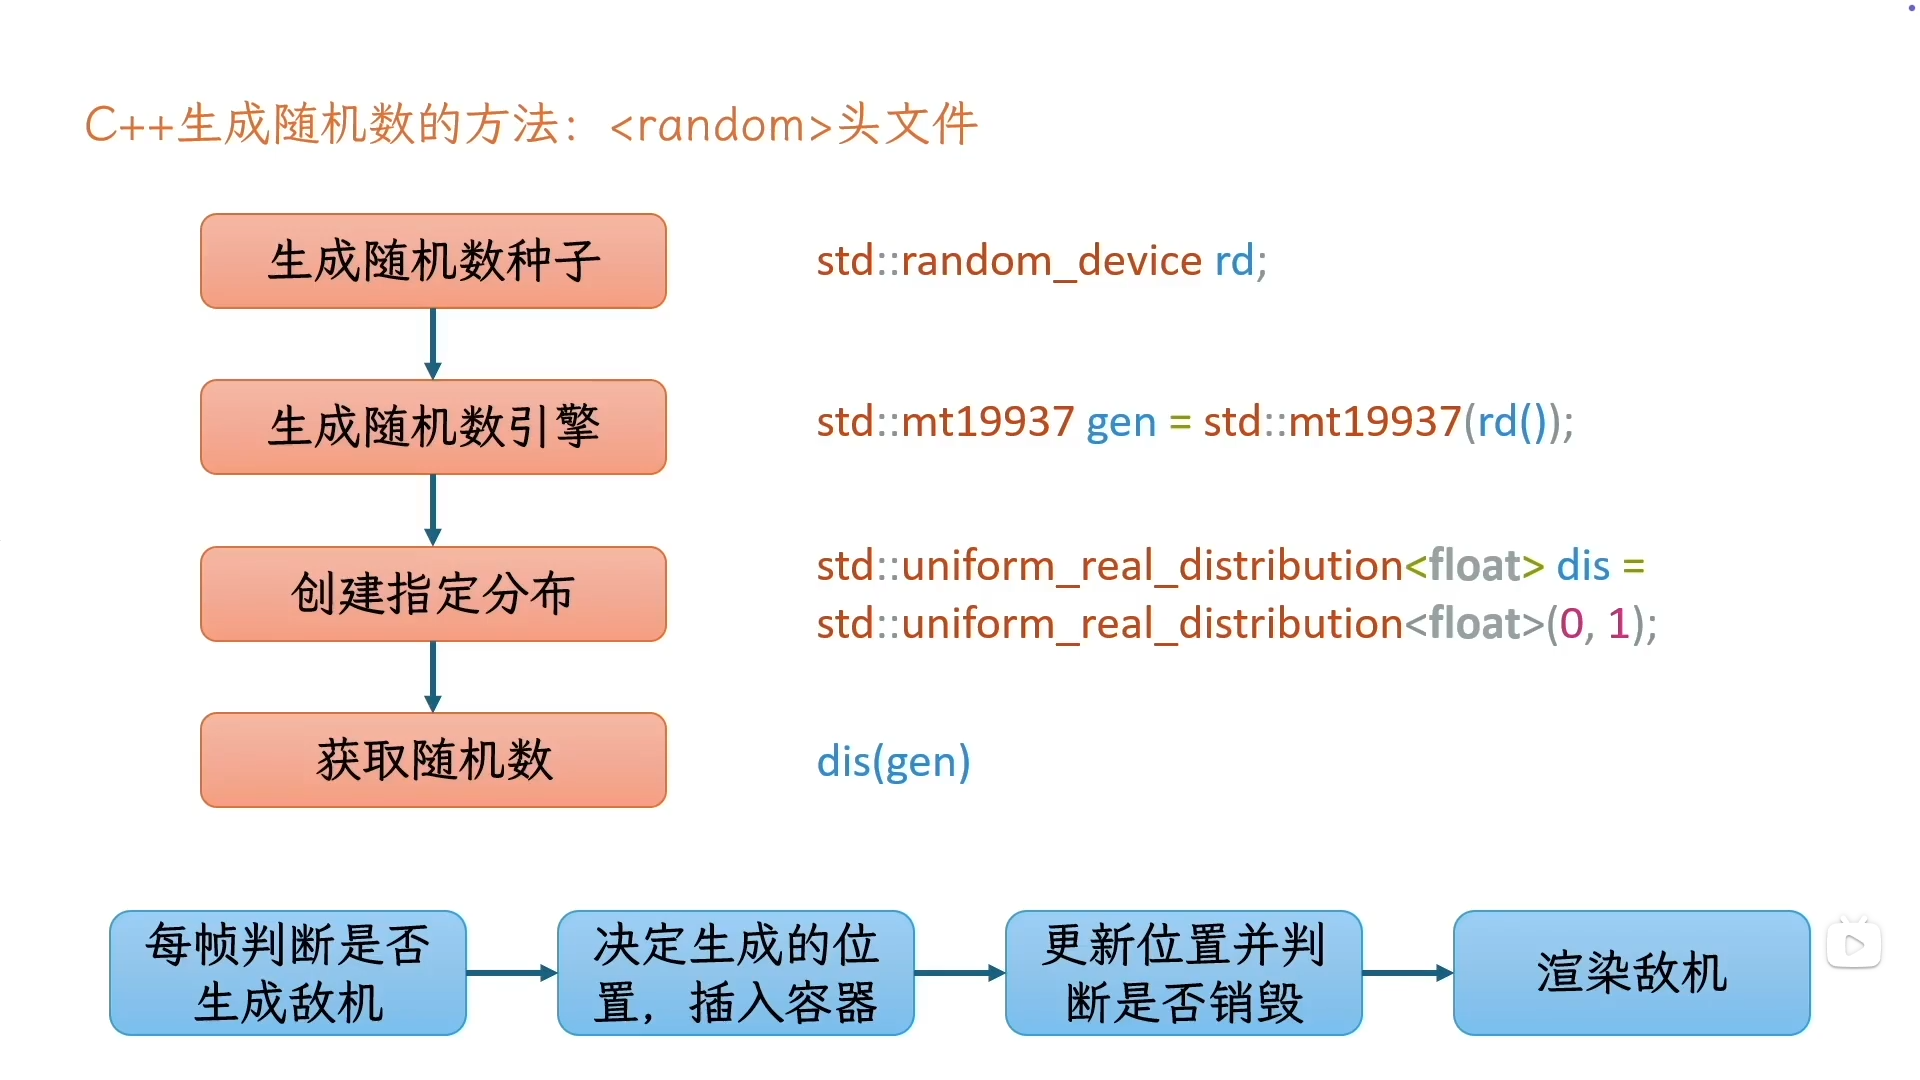 C++生成随机数的方法：<random>头文件
生成随机数种子
std::random_device rd;
生成随机数引擎
std::mt19937 gen = std::mt19937(rd());
创建指定分布
std::uniform_real_distribution<float> dis =
std::uniform_real_distribution<float>(0, 1);
获取随机数
dis(gen)
每帧判断是否
生成敌机
决定生成的位
置，插入容器
更新位置并判
断是否销毁
渲染敌机